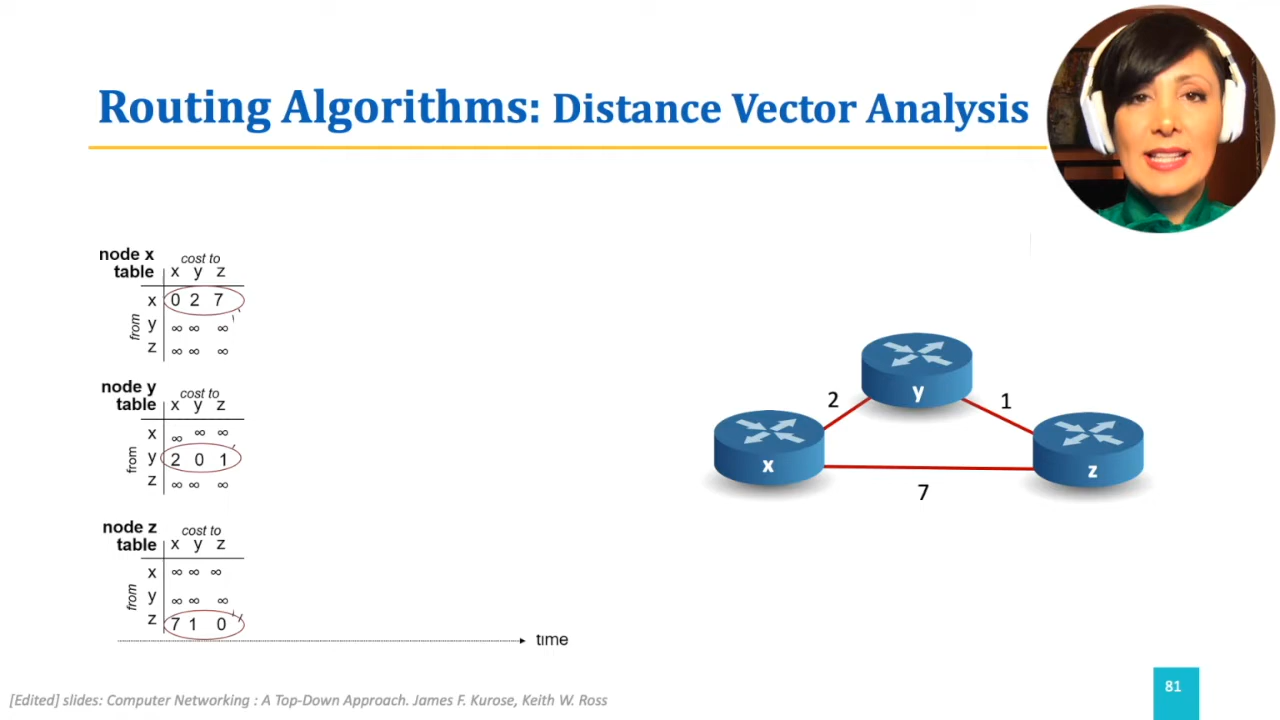 Routing Algorithms: Distance Vector Analysis
node x
table
cost to
x y z
from
x 0 2 7
y ∞ ∞ ∞
z ∞ ∞ ∞
node y
table
cost to
x y z
from
x ∞ ∞ ∞
y 2 0 1
z ∞ ∞ ∞
node z
table
cost to
x y z
from
x ∞ ∞ ∞
y ∞ ∞ ∞
z 7 1 0
time
y
2
1
x
z
7
[Edited] slides: Computer Networking : A Top-Down Approach. James F. Kurose, Keith W. Ross
81